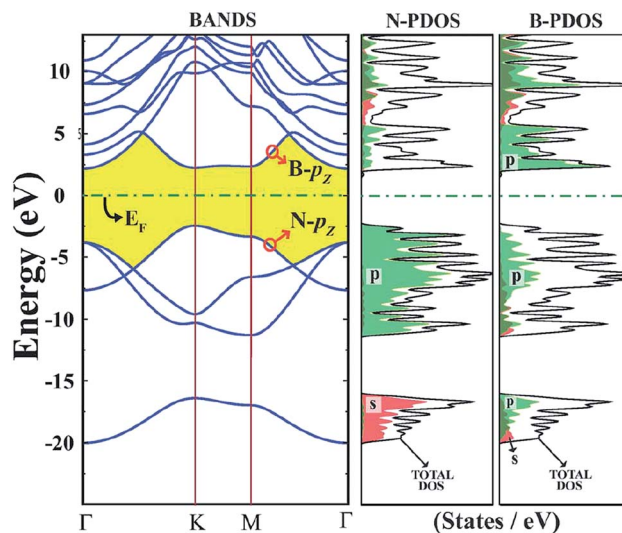 BANDS
N-PDOS
B-PDOS
Energy (eV)
10
5
0
-5
-10
-15
-20
B-pZ
EF
N-pZ
Γ
K
M
Γ
p
s
TOTAL
DOS
p
p
p
s
TOTAL
DOS
(States / eV)